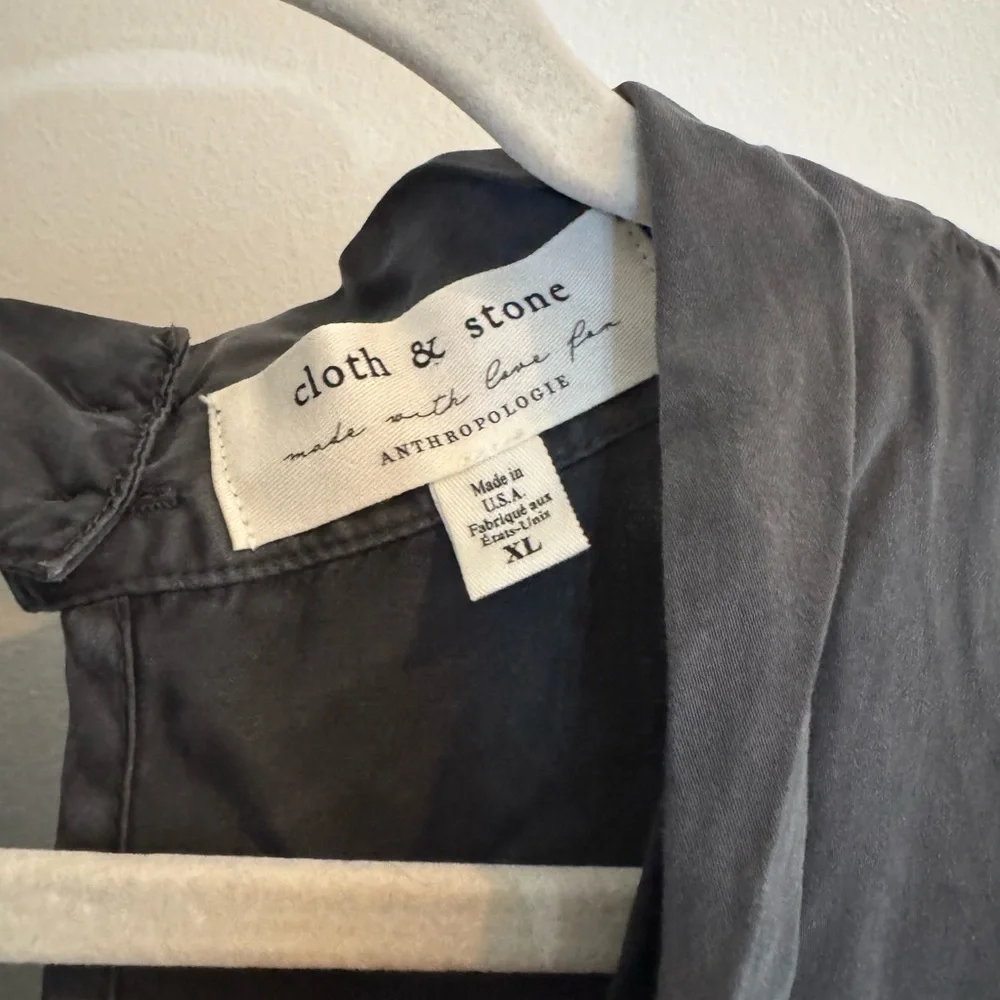 cloth & stone
made with love for
ANTHROPOLOGIE
Made in
U.S.A.
Fabriqué aux
États-Unis
XL